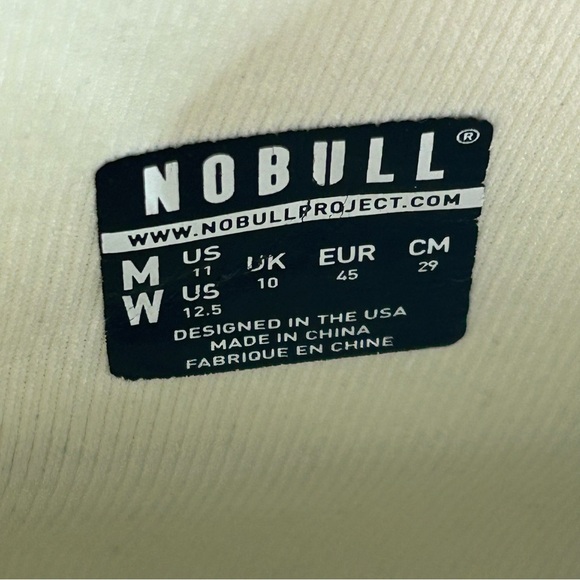 NOBULL®
WWW.NOBULLPROJECT.COM
M US 11 UK 10 EUR 45 CM 29
W US 12.5
DESIGNED IN THE USA
MADE IN CHINA
FABRIQUE EN CHINE